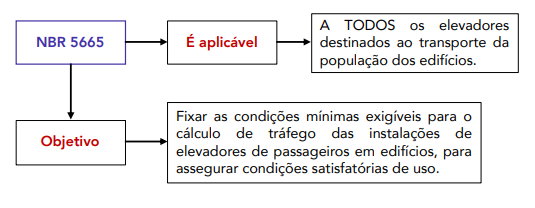 NBR 5665
É aplicável
A TODOS os elevadores
destinados ao transporte da
população dos edifícios.
Objetivo
Fixar as condições mínimas exigíveis para o
cálculo de tráfego das instalações de
elevadores de passageiros em edifícios, para
assegurar condições satisfatórias de uso.